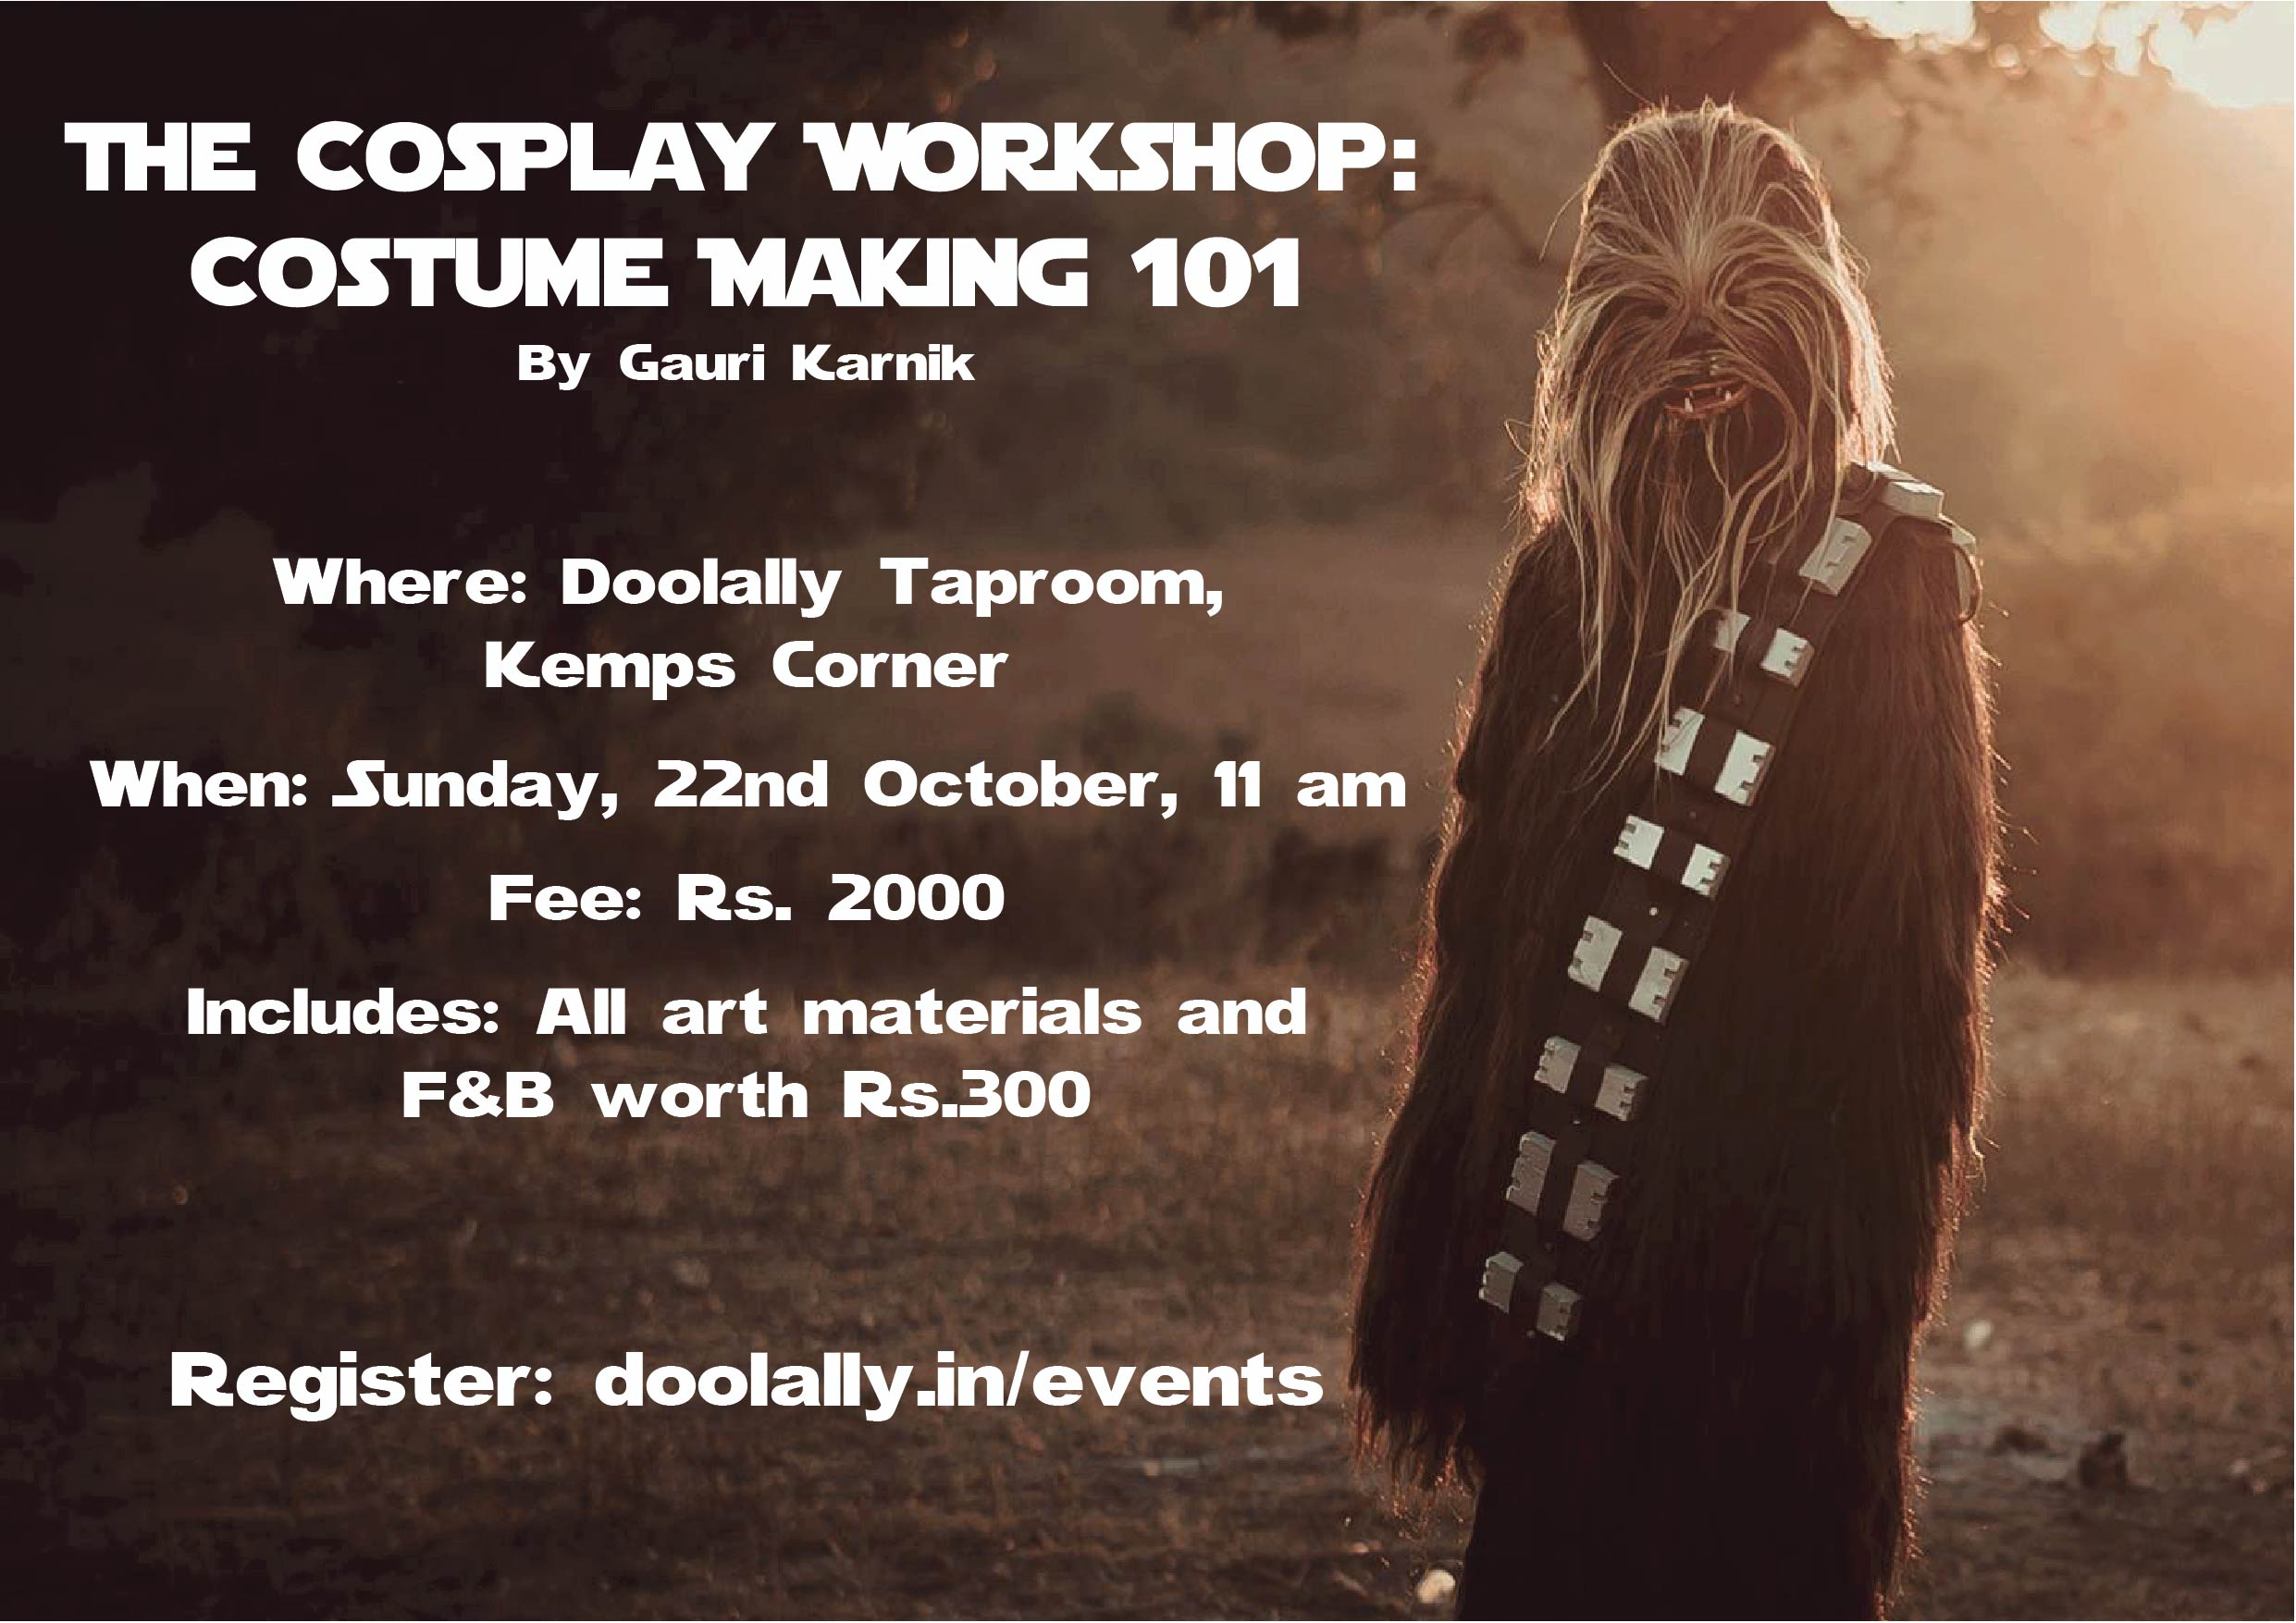 THE COSPLAY WORKSHOP:
COSTUME MAKING 101
By Gauri Karnik
Where: Doolally Taproom,
Kemps Corner
When: Sunday, 22nd October, 11 am
Fee: Rs. 2000
Includes: All art materials and
F&B worth Rs.300
Register: doolally.in/events